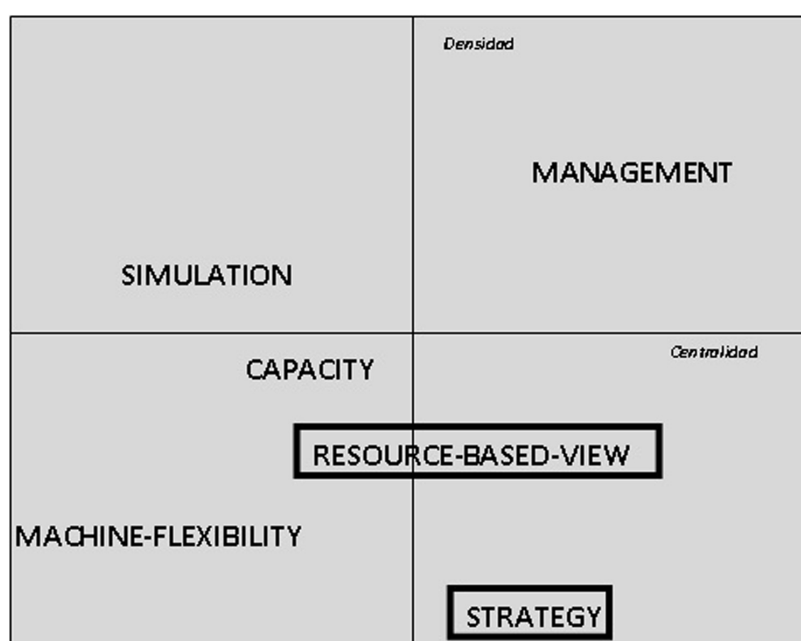 Densidad
MANAGEMENT
SIMULATION
Centralidad
CAPACITY
RESOURCE-BASED-VIEW
MACHINE-FLEXIBILITY
STRATEGY